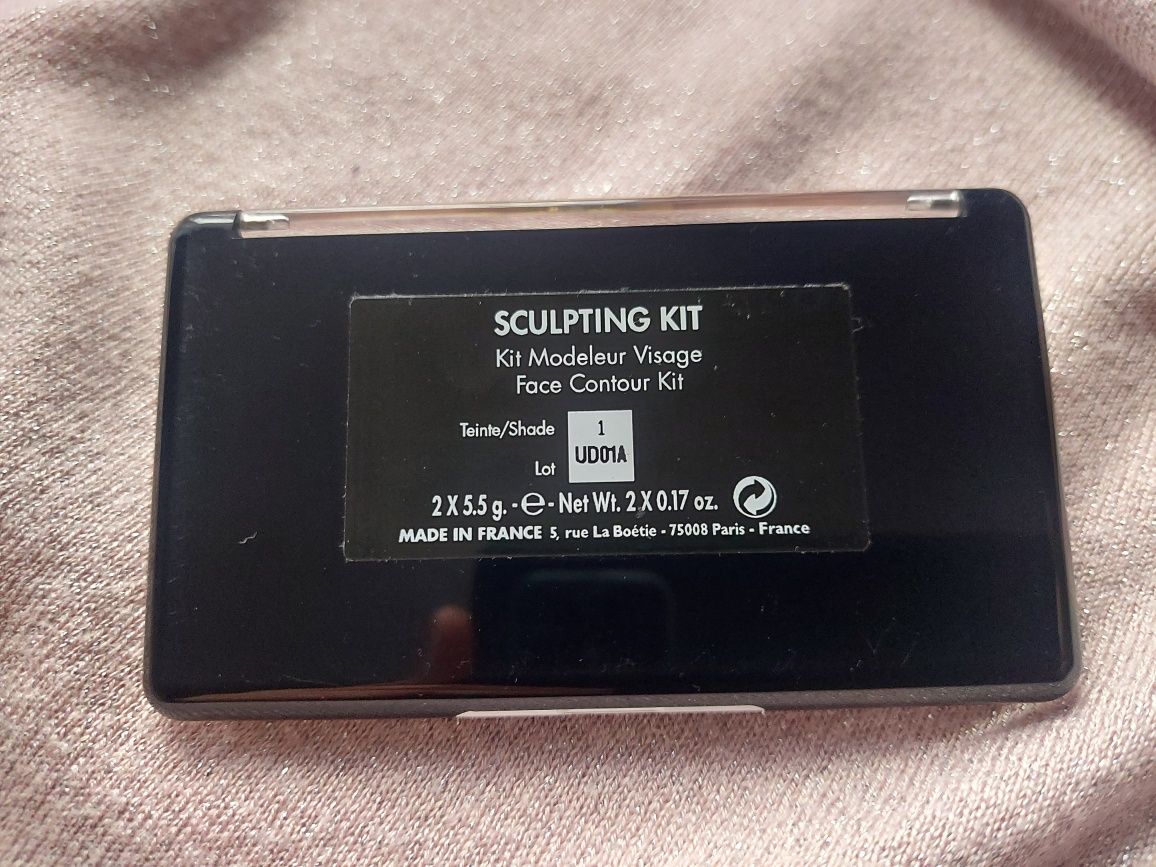 SCULPTING KIT
Kit Modeleur Visage
Face Contour Kit
Teinte/Shade 1
Lot UD01A
2 X 5.5 g. - e - Net Wt. 2 X 0.17 oz.
MADE IN FRANCE 5, rue La Boétie - 75008 Paris - France